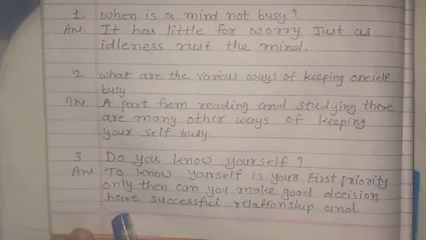 1. when is a mind not busy?
Ans. It has little for worry Just as
idleness rust the mind.
2. what are the various ways of keeping oneself
busy
Ans A part from reading and studying there
are many other ways of keeping
your self busy.
3 Do you know yourself?
Ans To know yourself is your First priority
only then can you make good decision
have successful relationship and